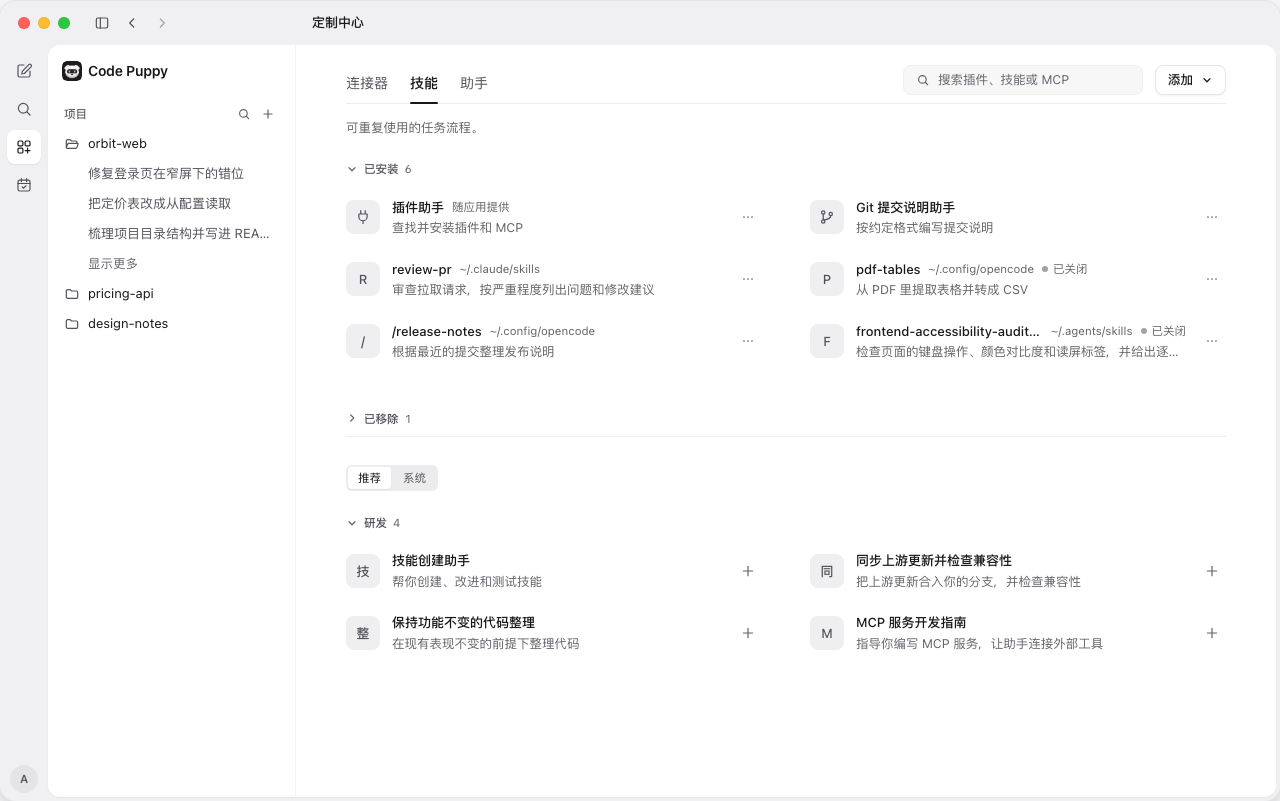 定制中心
Code Puppy
项目
orbit-web
修复登录页在窄屏下的错位
把定价表改成从配置读取
梳理项目目录结构并写进 REA...
显示更多
pricing-api
design-notes
A
连接器 技能 助手
搜索插件、技能或 MCP
添加
可重复使用的任务流程。
已安装 6
插件助手 随应用提供
查找并安装插件和 MCP
Git 提交说明助手
按约定格式编写提交说明
R
review-pr ~/.claude/skills
审查拉取请求，按严重程度列出问题和修改建议
P
pdf-tables ~/.config/opencode 已关闭
从 PDF 里提取表格并转成 CSV
/
/release-notes ~/.config/opencode
根据最近的提交整理发布说明
F
frontend-accessibility-audit... ~/.agents/skills 已关闭
检查页面的键盘操作、颜色对比度和读屏标签，并给出逐...
已移除 1
推荐 系统
研发 4
技
技能创建助手
帮你创建、改进和测试技能
同
同步上游更新并检查兼容性
把上游更新合入你的分支，并检查兼容性
整
保持功能不变的代码整理
在现有表现不变的前提下整理代码
M
MCP 服务开发指南
指导你编写 MCP 服务，让助手连接外部工具